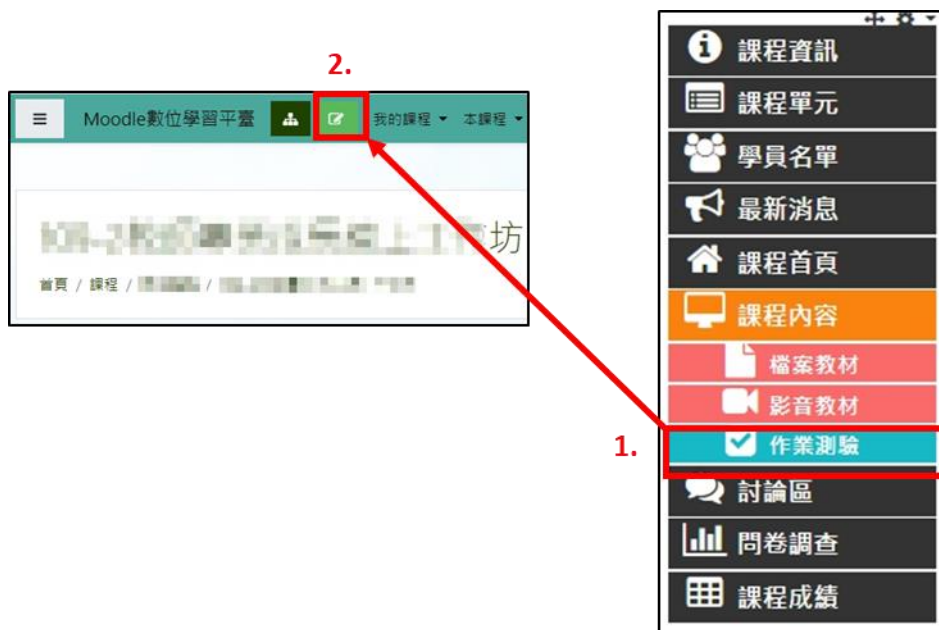 2.
Moodle數位學習平臺 我的課程 本課程
坊
首頁 / 課程 / /
課程資訊
課程單元
學員名單
最新消息
課程首頁
課程內容
檔案教材
影音教材
1.
作業測驗
討論區
問卷調查
課程成績